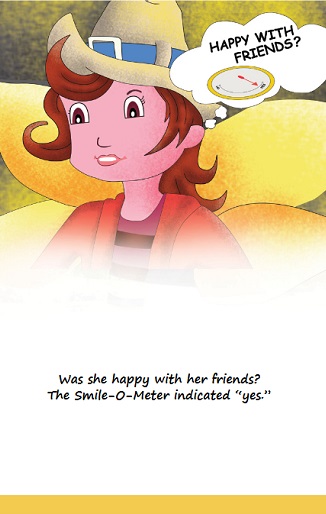 HAPPY WITH
FRIENDS?
Was she happy with her friends?
The Smile-O-Meter indicated “yes.”